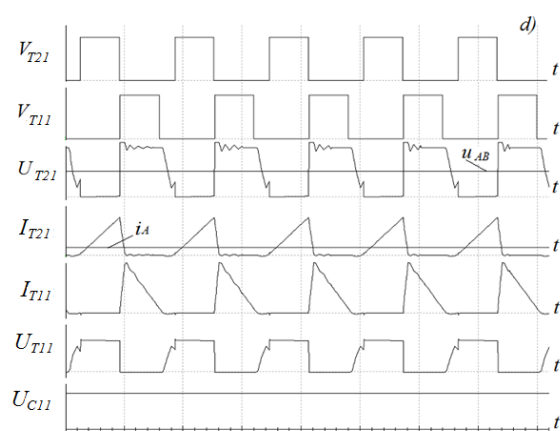 d)
V_T21 t
V_T11 t
U_T21 u_AB t
I_T21 i_A t
I_T11 t
U_T11 t
U_C11 t